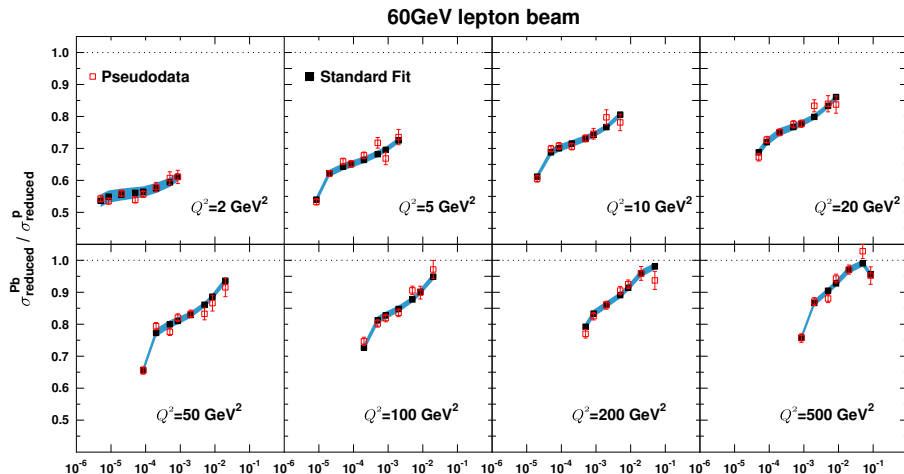 60GeV lepton beam
σ^Pb_reduced / σ^p_reduced
1.0
0.9
0.8
0.7
0.6
0.5
Pseudodata
Standard Fit
Q²=2 GeV²
Q²=5 GeV²
Q²=10 GeV²
Q²=20 GeV²
1.0
0.9
0.8
0.7
0.6
0.5
Q²=50 GeV²
Q²=100 GeV²
Q²=200 GeV²
Q²=500 GeV²
10⁻⁶ 10⁻⁵ 10⁻⁴ 10⁻³ 10⁻² 10⁻¹ 10⁻⁶ 10⁻⁵ 10⁻⁴ 10⁻³ 10⁻² 10⁻¹ 10⁻⁶ 10⁻⁵ 10⁻⁴ 10⁻³ 10⁻² 10⁻¹ 10⁻⁶ 10⁻⁵ 10⁻⁴ 10⁻³ 10⁻² 10⁻¹